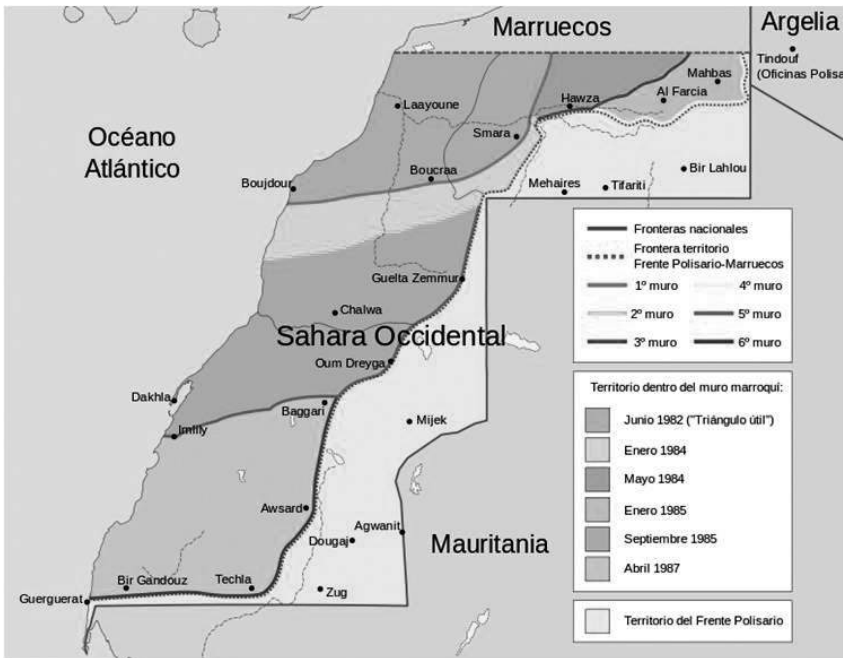 Marruecos
Argelia
Tindouf
(Oficinas Polisa
Mahbas
Al Farcia
Hawza
Laayoune
Smara
Océano
Atlántico
Boucraa
Boujdour
Bir Lahlou
Mehaires
Tifariti
Fronteras nacionales
Frontera territorio
Frente Polisario-Marruecos
1º muro
4º muro
2º muro
5º muro
3º muro
6º muro
Guelta Zemmur
Chalwa
Sahara Occidental
Oum Dreyga
Dakhla
Baggari
Imlily
Mijek
Territorio dentro del muro marroquí:
Junio 1982 ("Triángulo útil")
Enero 1984
Mayo 1984
Enero 1985
Septiembre 1985
Abril 1987
Awsard
Agwanit
Dougaj
Mauritania
Bir Gandouz
Techla
Zug
Guerguerat
Territorio del Frente Polisario